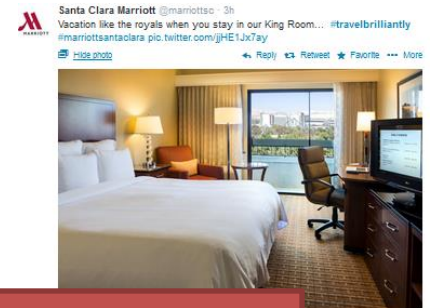 Santa Clara Marriott @marriottsc · 3h
Vacation like the royals when you stay in our King Room... #travelbrilliantly
#marriottsantaclara pic.twitter.com/jjHE1Jx7ay
Hide photo Reply Retweet Favorite More
MARRIOTT